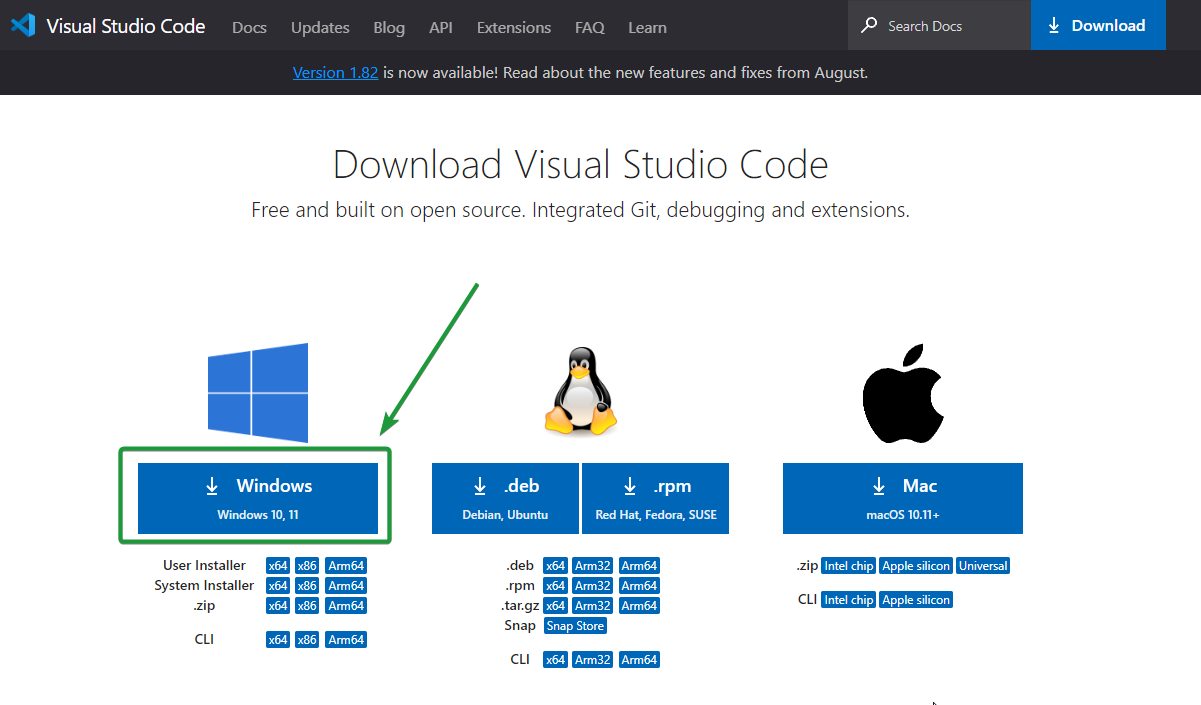 Visual Studio Code Docs Updates Blog API Extensions FAQ Learn Search Docs Download
Version 1.82 is now available! Read about the new features and fixes from August.
Download Visual Studio Code
Free and built on open source. Integrated Git, debugging and extensions.
Windows
Windows 10, 11
User Installer x64 x86 Arm64
System Installer x64 x86 Arm64
.zip x64 x86 Arm64
CLI x64 x86 Arm64
.deb
Debian, Ubuntu
.rpm
Red Hat, Fedora, SUSE
.deb x64 Arm32 Arm64
.rpm x64 Arm32 Arm64
.tar.gz x64 Arm32 Arm64
Snap Snap Store
CLI x64 Arm32 Arm64
Mac
macOS 10.11+
.zip Intel chip Apple silicon Universal
CLI Intel chip Apple silicon